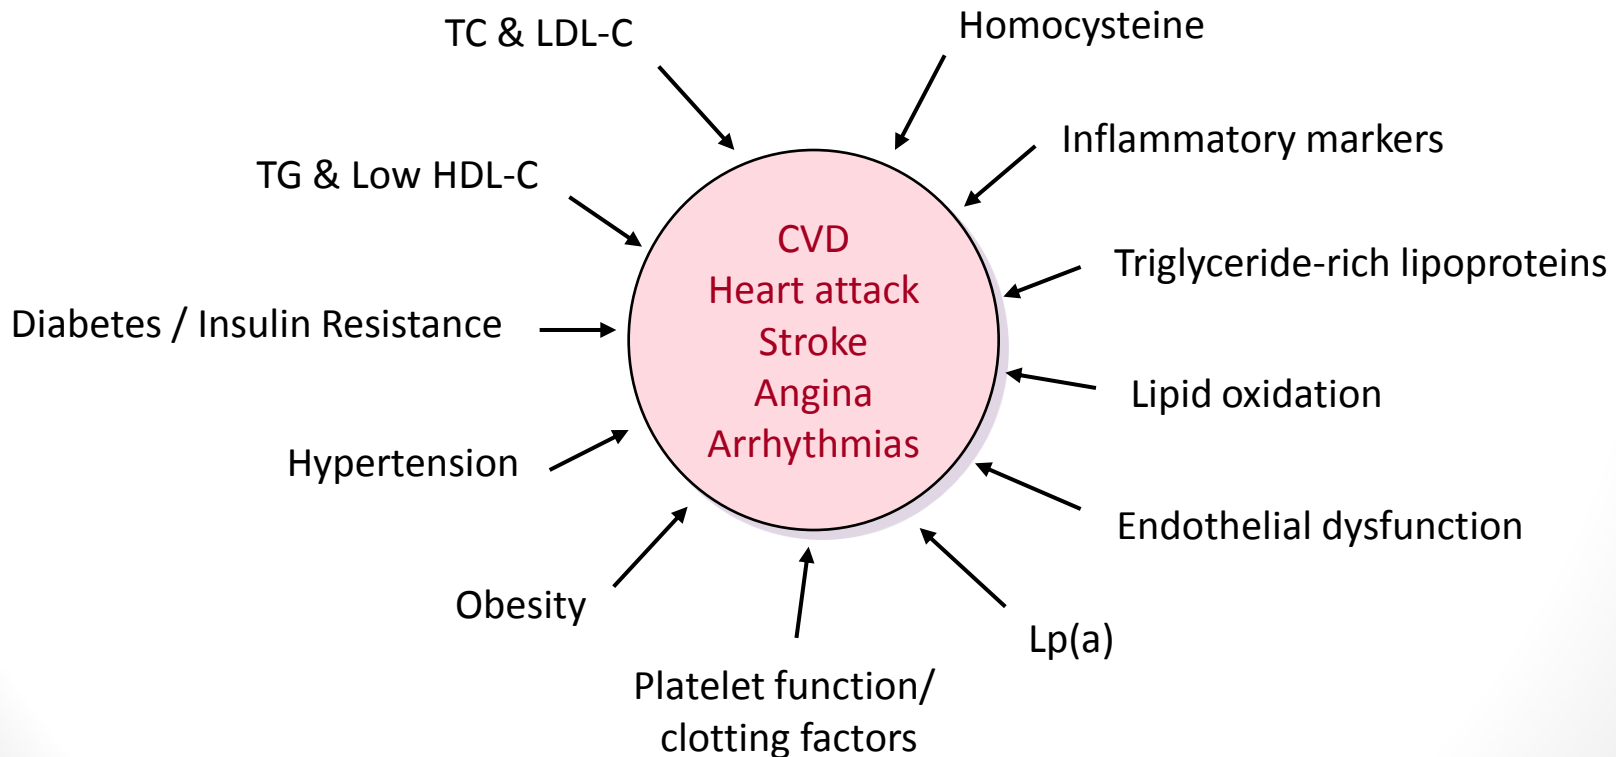 TC & LDL-C
Homocysteine
Inflammatory markers
TG & Low HDL-C
CVD
Heart attack
Stroke
Angina
Arrhythmias
Triglyceride-rich lipoproteins
Diabetes / Insulin Resistance
Lipid oxidation
Hypertension
Endothelial dysfunction
Obesity
Lp(a)
Platelet function/
clotting factors